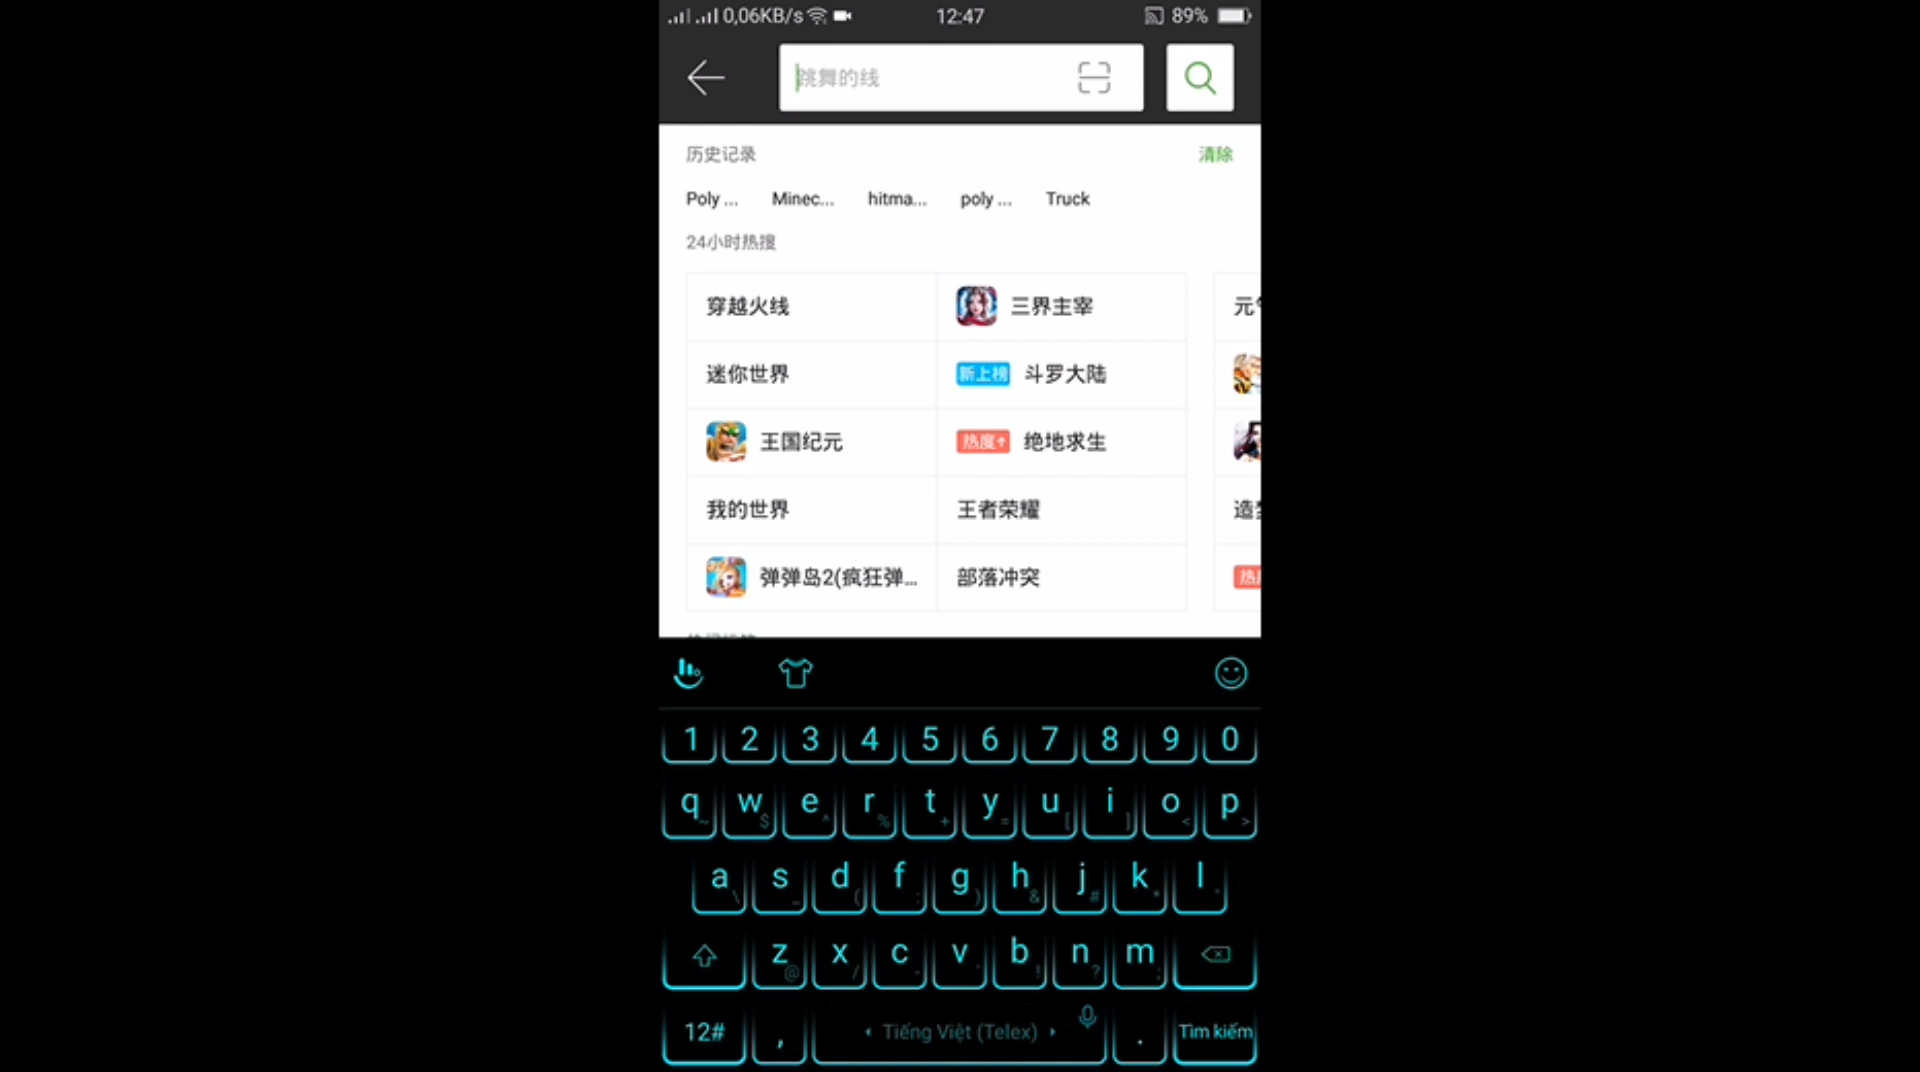 0,06KB/s 12:47 89%
跳舞的线
历史记录 清除
Poly ... Minec... hitma... poly ... Truck
24小时热搜
穿越火线 三界主宰
迷你世界 新上榜 斗罗大陆
王国纪元 热度↑ 绝地求生
我的世界 王者荣耀 造
弹弹岛2(疯狂弹... 部落冲突 热
1 2 3 4 5 6 7 8 9 0
q w e r t y u i o p
~ $ ^ % + = [ ] < >
a s d f g h j k l
\ _ ( : ) & # *
z x c v b n m
@ / - ! ? ;
12# , Tiếng Việt (Telex) . Tìm kiếm